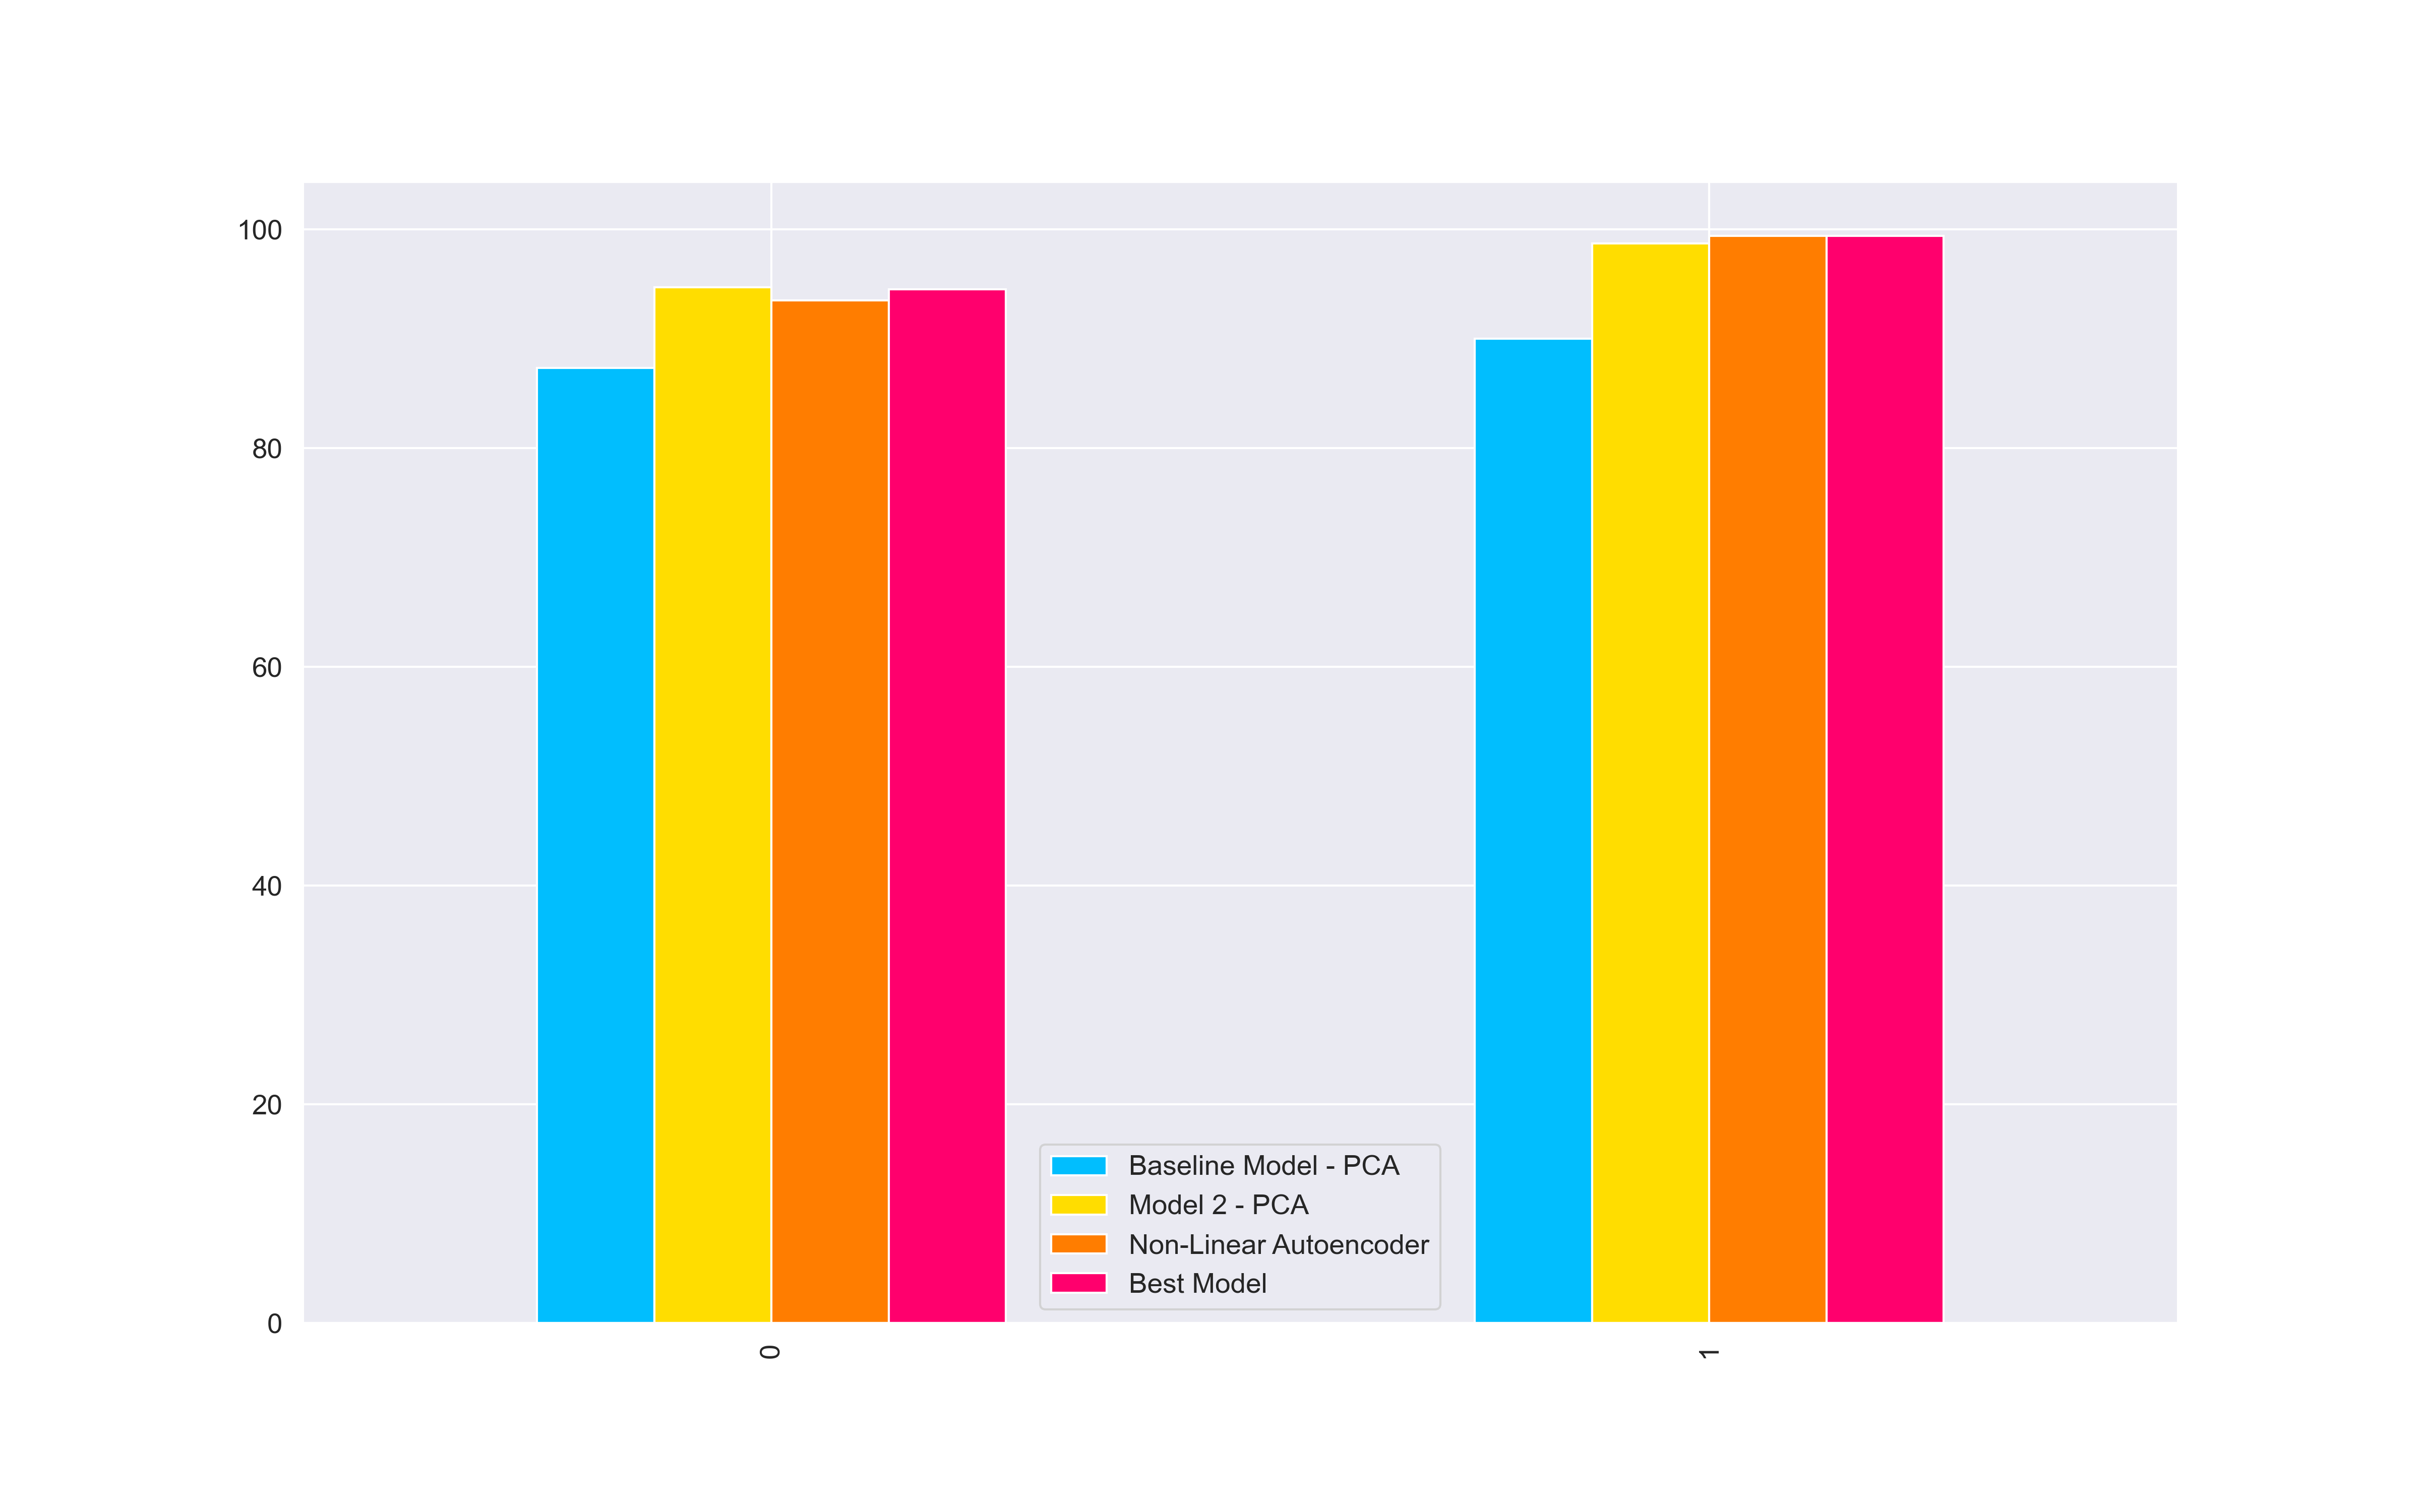 100
80
60
40
20
0
0
1
Baseline Model - PCA
Model 2 - PCA
Non-Linear Autoencoder
Best Model